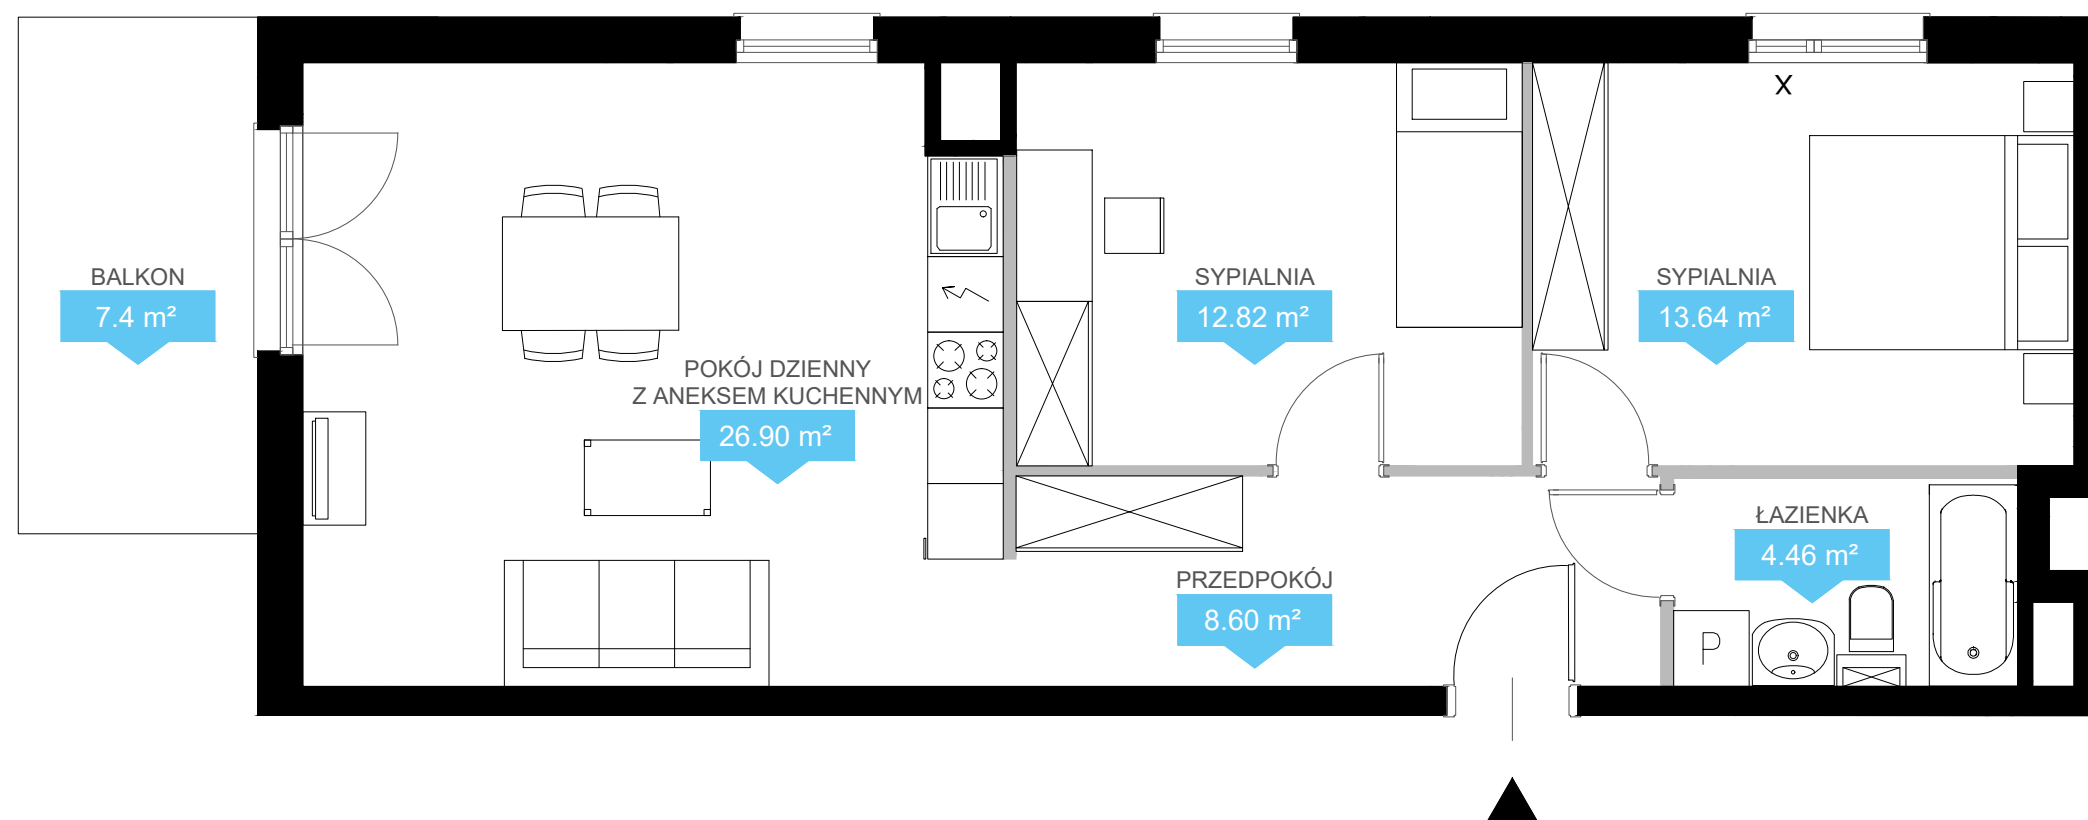 X
BALKON
7.4 m²
POKÓJ DZIENNY
Z ANEKSEM KUCHENNYM
26.90 m²
SYPIALNIA
12.82 m²
SYPIALNIA
13.64 m²
ŁAZIENKA
4.46 m²
PRZEDPOKÓJ
8.60 m²
P